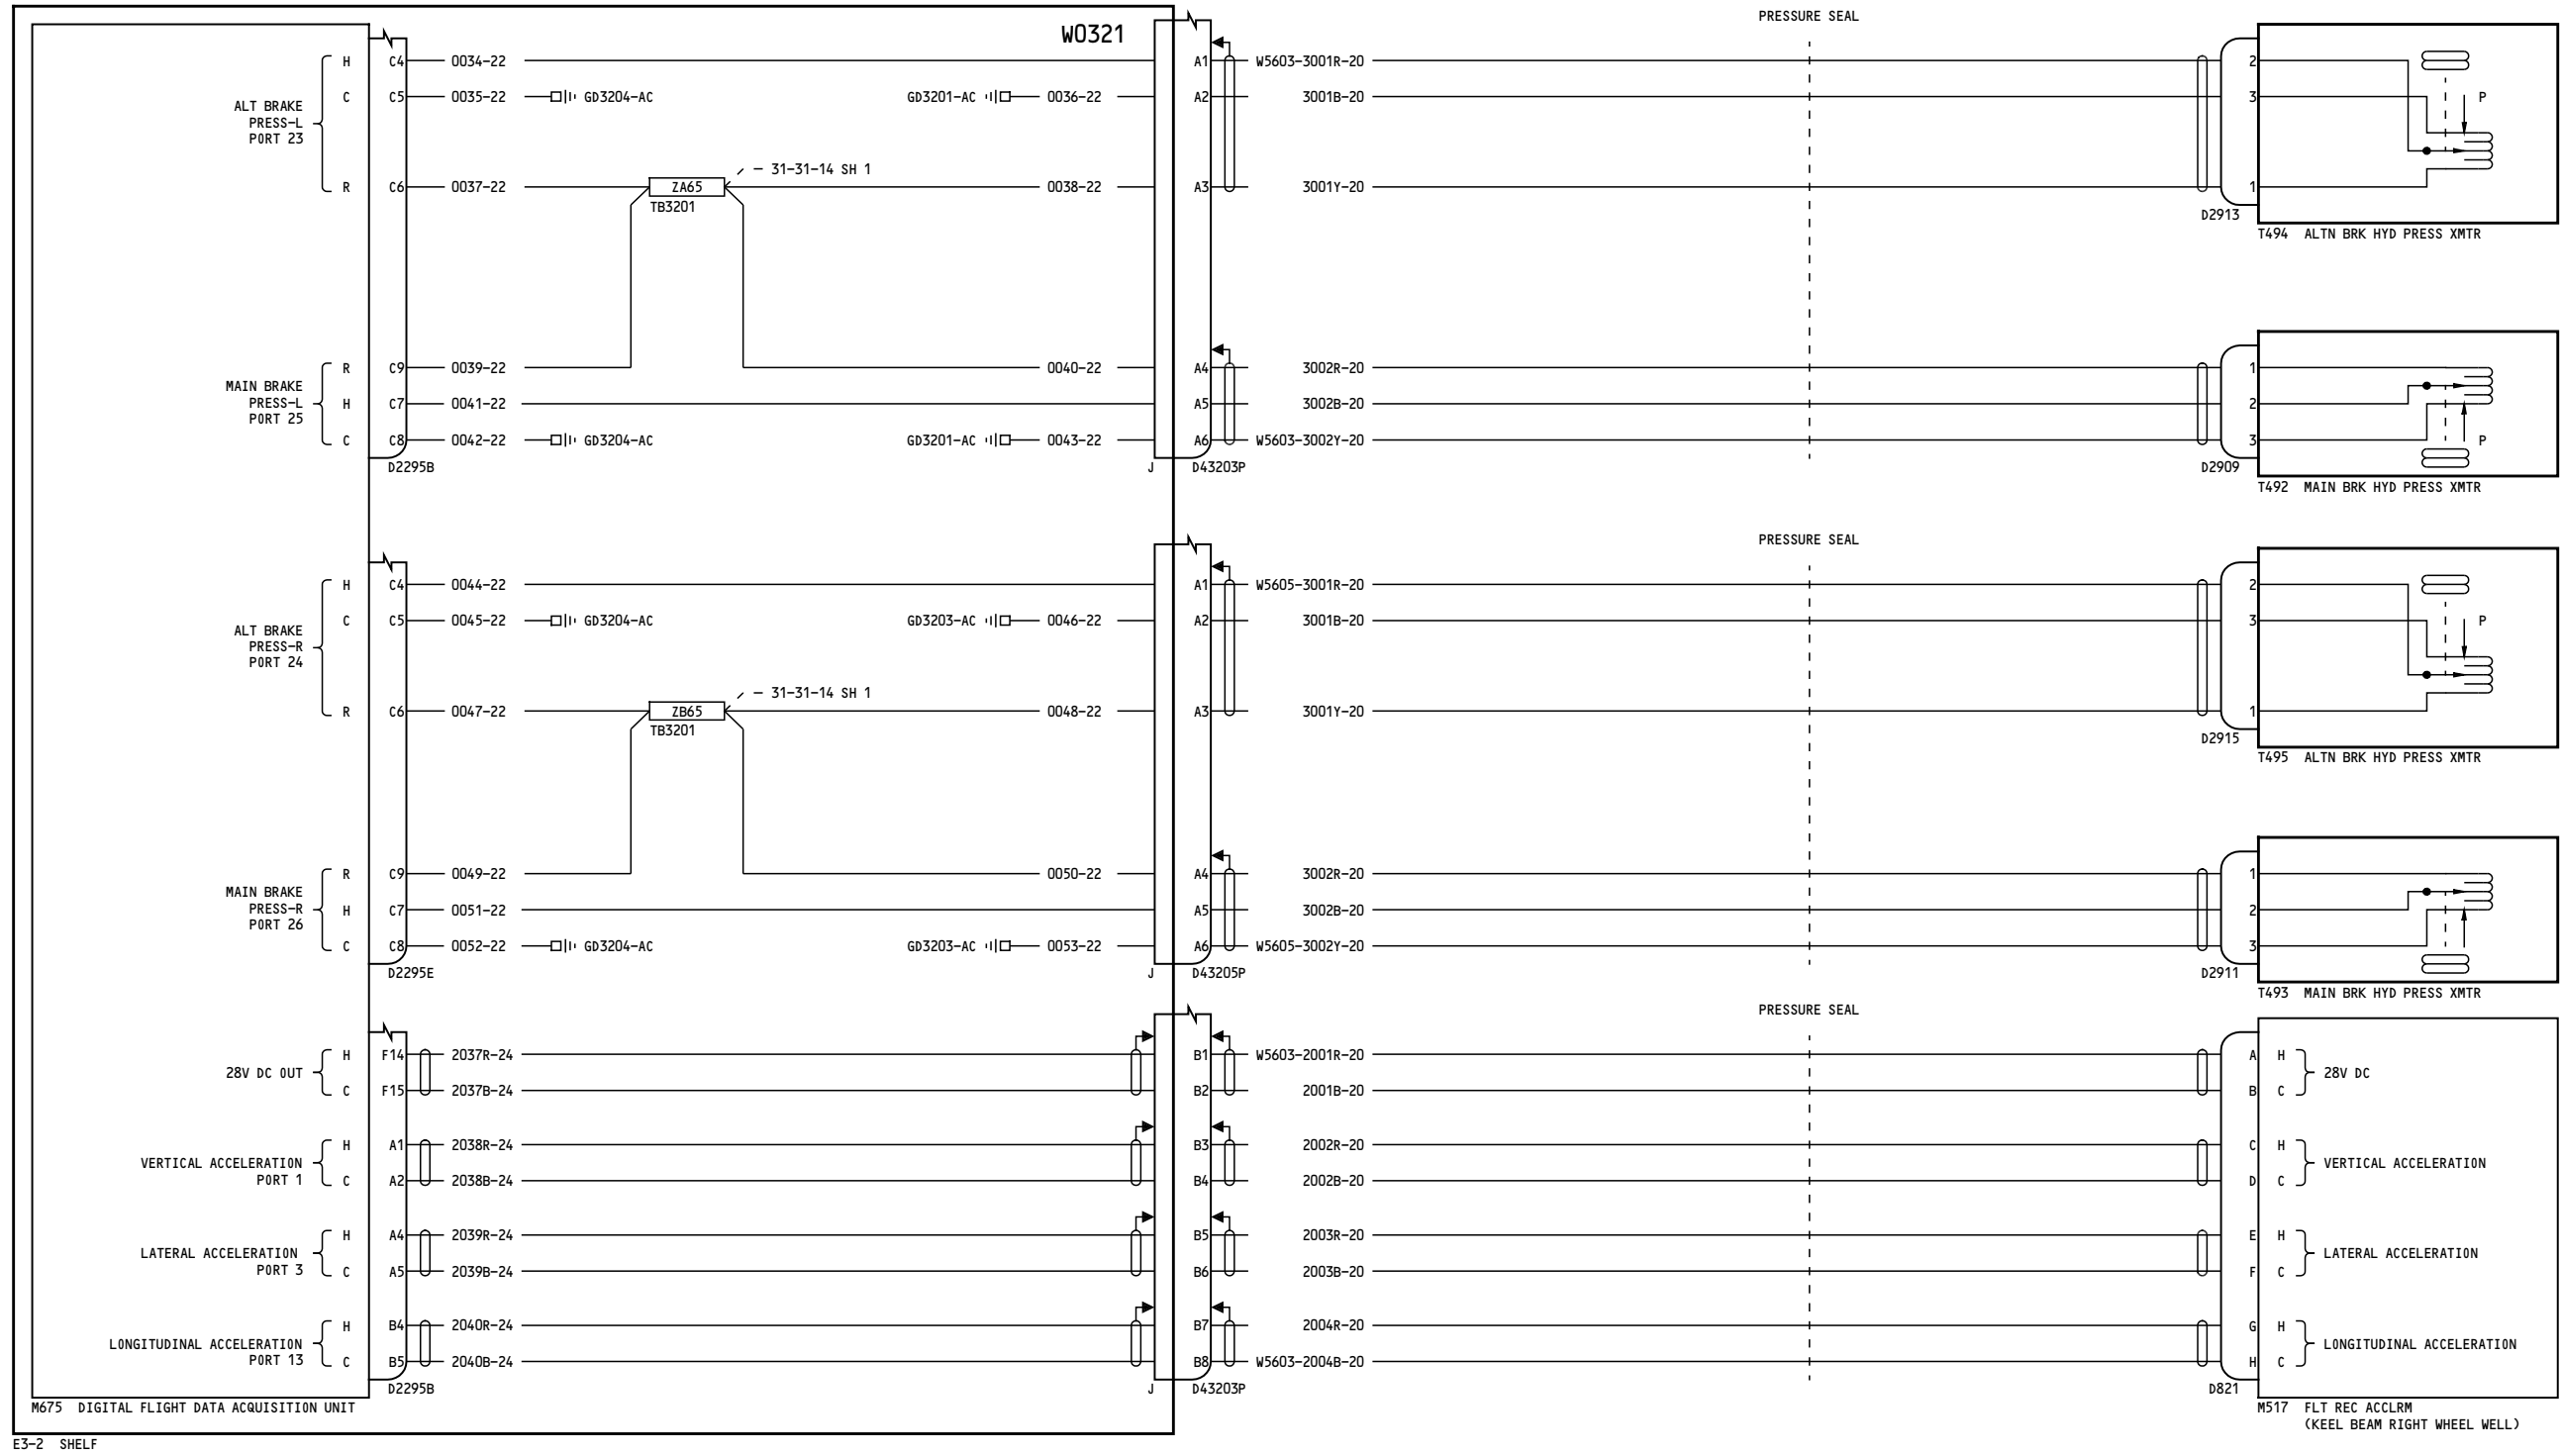 W0321
PRESSURE SEAL
H C4 0034-22 A1 W5603-3001R-20 2
ALT BRAKE
PRESS-L
PORT 23
C C5 0035-22 GD3204-AC GD3201-AC 0036-22 A2 3001B-20 3 P
31-31-14 SH 1
R C6 0037-22 ZA65 0038-22 A3 3001Y-20 1
TB3201
D2913
T494 ALTN BRK HYD PRESS XMTR
R C9 0039-22 0040-22 A4 3002R-20 1
MAIN BRAKE
PRESS-L
PORT 25
H C7 0041-22 A5 3002B-20 2
C C8 0042-22 GD3204-AC GD3201-AC 0043-22 A6 W5603-3002Y-20 3 P
D2295B J D43203P D2909
T492 MAIN BRK HYD PRESS XMTR
PRESSURE SEAL
H C4 0044-22 A1 W5605-3001R-20 2
ALT BRAKE
PRESS-R
PORT 24
C C5 0045-22 GD3204-AC GD3203-AC 0046-22 A2 3001B-20 3 P
31-31-14 SH 1
R C6 0047-22 ZB65 0048-22 A3 3001Y-20 1
TB3201
D2915
T495 ALTN BRK HYD PRESS XMTR
R C9 0049-22 0050-22 A4 3002R-20 1
MAIN BRAKE
PRESS-R
PORT 26
H C7 0051-22 A5 3002B-20 2
C C8 0052-22 GD3204-AC GD3203-AC 0053-22 A6 W5605-3002Y-20 3
D2295E J D43205P D2911
T493 MAIN BRK HYD PRESS XMTR
PRESSURE SEAL
H F14 2037R-24 B1 W5603-2001R-20 A H
28V DC OUT
28V DC
C F15 2037B-24 B2 2001B-20 B C
H A1 2038R-24 B3 2002R-20 C H
VERTICAL ACCELERATION
PORT 1
VERTICAL ACCELERATION
C A2 2038B-24 B4 2002B-20 D C
H A4 2039R-24 B5 2003R-20 E H
LATERAL ACCELERATION
PORT 3
LATERAL ACCELERATION
C A5 2039B-24 B6 2003B-20 F C
H B4 2040R-24 B7 2004R-20 G H
LONGITUDINAL ACCELERATION
PORT 13
LONGITUDINAL ACCELERATION
C B5 2040B-24 B8 W5603-2004B-20 H C
D2295B J D43203P D821
M675 DIGITAL FLIGHT DATA ACQUISITION UNIT
M517 FLT REC ACCLRM
(KEEL BEAM RIGHT WHEEL WELL)
E3-2 SHELF